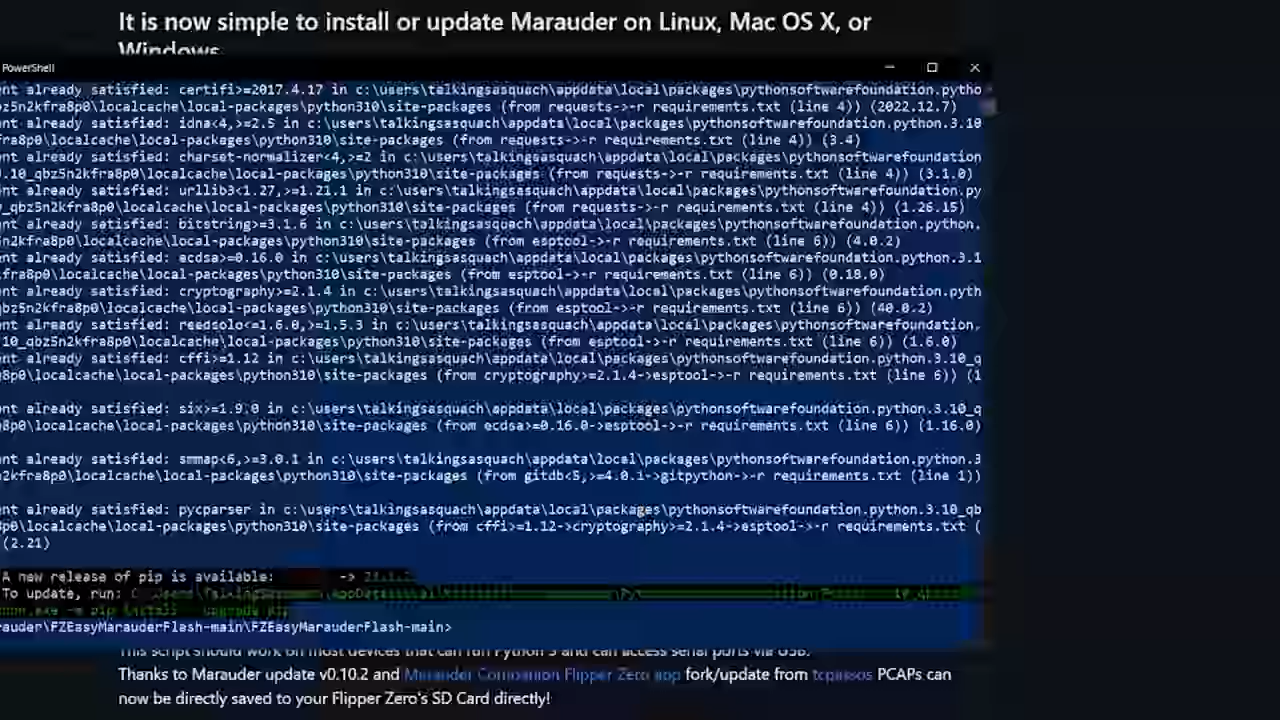 It is now simple to install or update Marauder on Linux, Mac OS X, or
Windows.
PowerShell
ent already satisfied: certifi>=2017.4.17 in c:\users\talkingsasquach\appdata\local\packages\pythonsoftwarefoundation.pytho
bz5n2kfra8p0\localcache\local-packages\python310\site-packages (from requests->-r requirements.txt (line 4)) (2022.12.7)
ent already satisfied: idna<4,>=2.5 in c:\users\talkingsasquach\appdata\local\packages\pythonsoftwarefoundation.python.3.10
fra8p0\localcache\local-packages\python310\site-packages (from requests->-r requirements.txt (line 4)) (3.4)
ent already satisfied: charset-normalizer<4,>=2 in c:\users\talkingsasquach\appdata\local\packages\pythonsoftwarefoundation
.10_qbz5n2kfra8p0\localcache\local-packages\python310\site-packages (from requests->-r requirements.txt (line 4)) (3.1.0)
ent already satisfied: urllib3<1.27,>=1.21.1 in c:\users\talkingsasquach\appdata\local\packages\pythonsoftwarefoundation.py
0_qbz5n2kfra8p0\localcache\local-packages\python310\site-packages (from requests->-r requirements.txt (line 4)) (1.26.15)
ent already satisfied: bitstring>=3.1.6 in c:\users\talkingsasquach\appdata\local\packages\pythonsoftwarefoundation.python.
5n2kfra8p0\localcache\local-packages\python310\site-packages (from esptool->-r requirements.txt (line 6)) (4.0.2)
ent already satisfied: ecdsa>=0.16.0 in c:\users\talkingsasquach\appdata\local\packages\pythonsoftwarefoundation.python.3.1
kfra8p0\localcache\local-packages\python310\site-packages (from esptool->-r requirements.txt (line 6)) (0.18.0)
ent already satisfied: cryptography>=2.1.4 in c:\users\talkingsasquach\appdata\local\packages\pythonsoftwarefoundation.pyth
qbz5n2kfra8p0\localcache\local-packages\python310\site-packages (from esptool->-r requirements.txt (line 6)) (40.0.2)
ent already satisfied: reedsolo<=1.6.0,>=1.5.3 in c:\users\talkingsasquach\appdata\local\packages\pythonsoftwarefoundation.
10_qbz5n2kfra8p0\localcache\local-packages\python310\site-packages (from esptool->-r requirements.txt (line 6)) (1.6.0)
ent already satisfied: cffi>=1.12 in c:\users\talkingsasquach\appdata\local\packages\pythonsoftwarefoundation.python.3.10_q
a8p0\localcache\local-packages\python310\site-packages (from cryptography>=2.1.4->esptool->-r requirements.txt (line 6)) (1
ent already satisfied: six>=1.9.0 in c:\users\talkingsasquach\appdata\local\packages\pythonsoftwarefoundation.python.3.10_q
a8p0\localcache\local-packages\python310\site-packages (from ecdsa>=0.16.0->esptool->-r requirements.txt (line 6)) (1.16.0)
ent already satisfied: smmap<6,>=3.0.1 in c:\users\talkingsasquach\appdata\local\packages\pythonsoftwarefoundation.python.3
n2kfra8p0\localcache\local-packages\python310\site-packages (from gitdb<5,>=4.0.1->gitpython->-r requirements.txt (line 1))
ent already satisfied: pycparser in c:\users\talkingsasquach\appdata\local\packages\pythonsoftwarefoundation.python.3.10_qb
8p0\localcache\local-packages\python310\site-packages (from cffi>=1.12->cryptography>=2.1.4->esptool->-r requirements.txt (
(2.21)
A new release of pip is available: ->
To update, run:
-m pip install --upgrade pip
rauder\FZEasyMarauderFlash-main\FZEasyMarauderFlash-main>
This script should work on most devices that can run Python 3 and can access serial ports via USB.
Thanks to Marauder update v0.10.2 and Marauder Companion Flipper Zero app fork/update from tcpassos PCAPs can
now be directly saved to your Flipper Zero's SD Card directly!